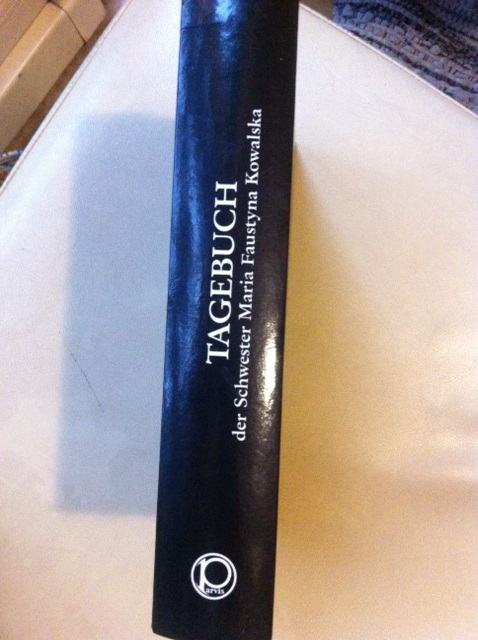 TAGEBUCH
der Schwester Maria Faustyna Kowalska
Parvis